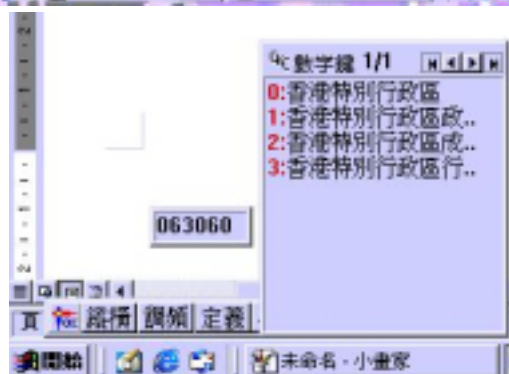 數字鍵 1/1
0:香港特別行政區
1:香港特別行政區政..
2:香港特別行政區成..
3:香港特別行政區行..
063060
頁 縱橫 調頻 定義
開始 未命名 - 小畫家